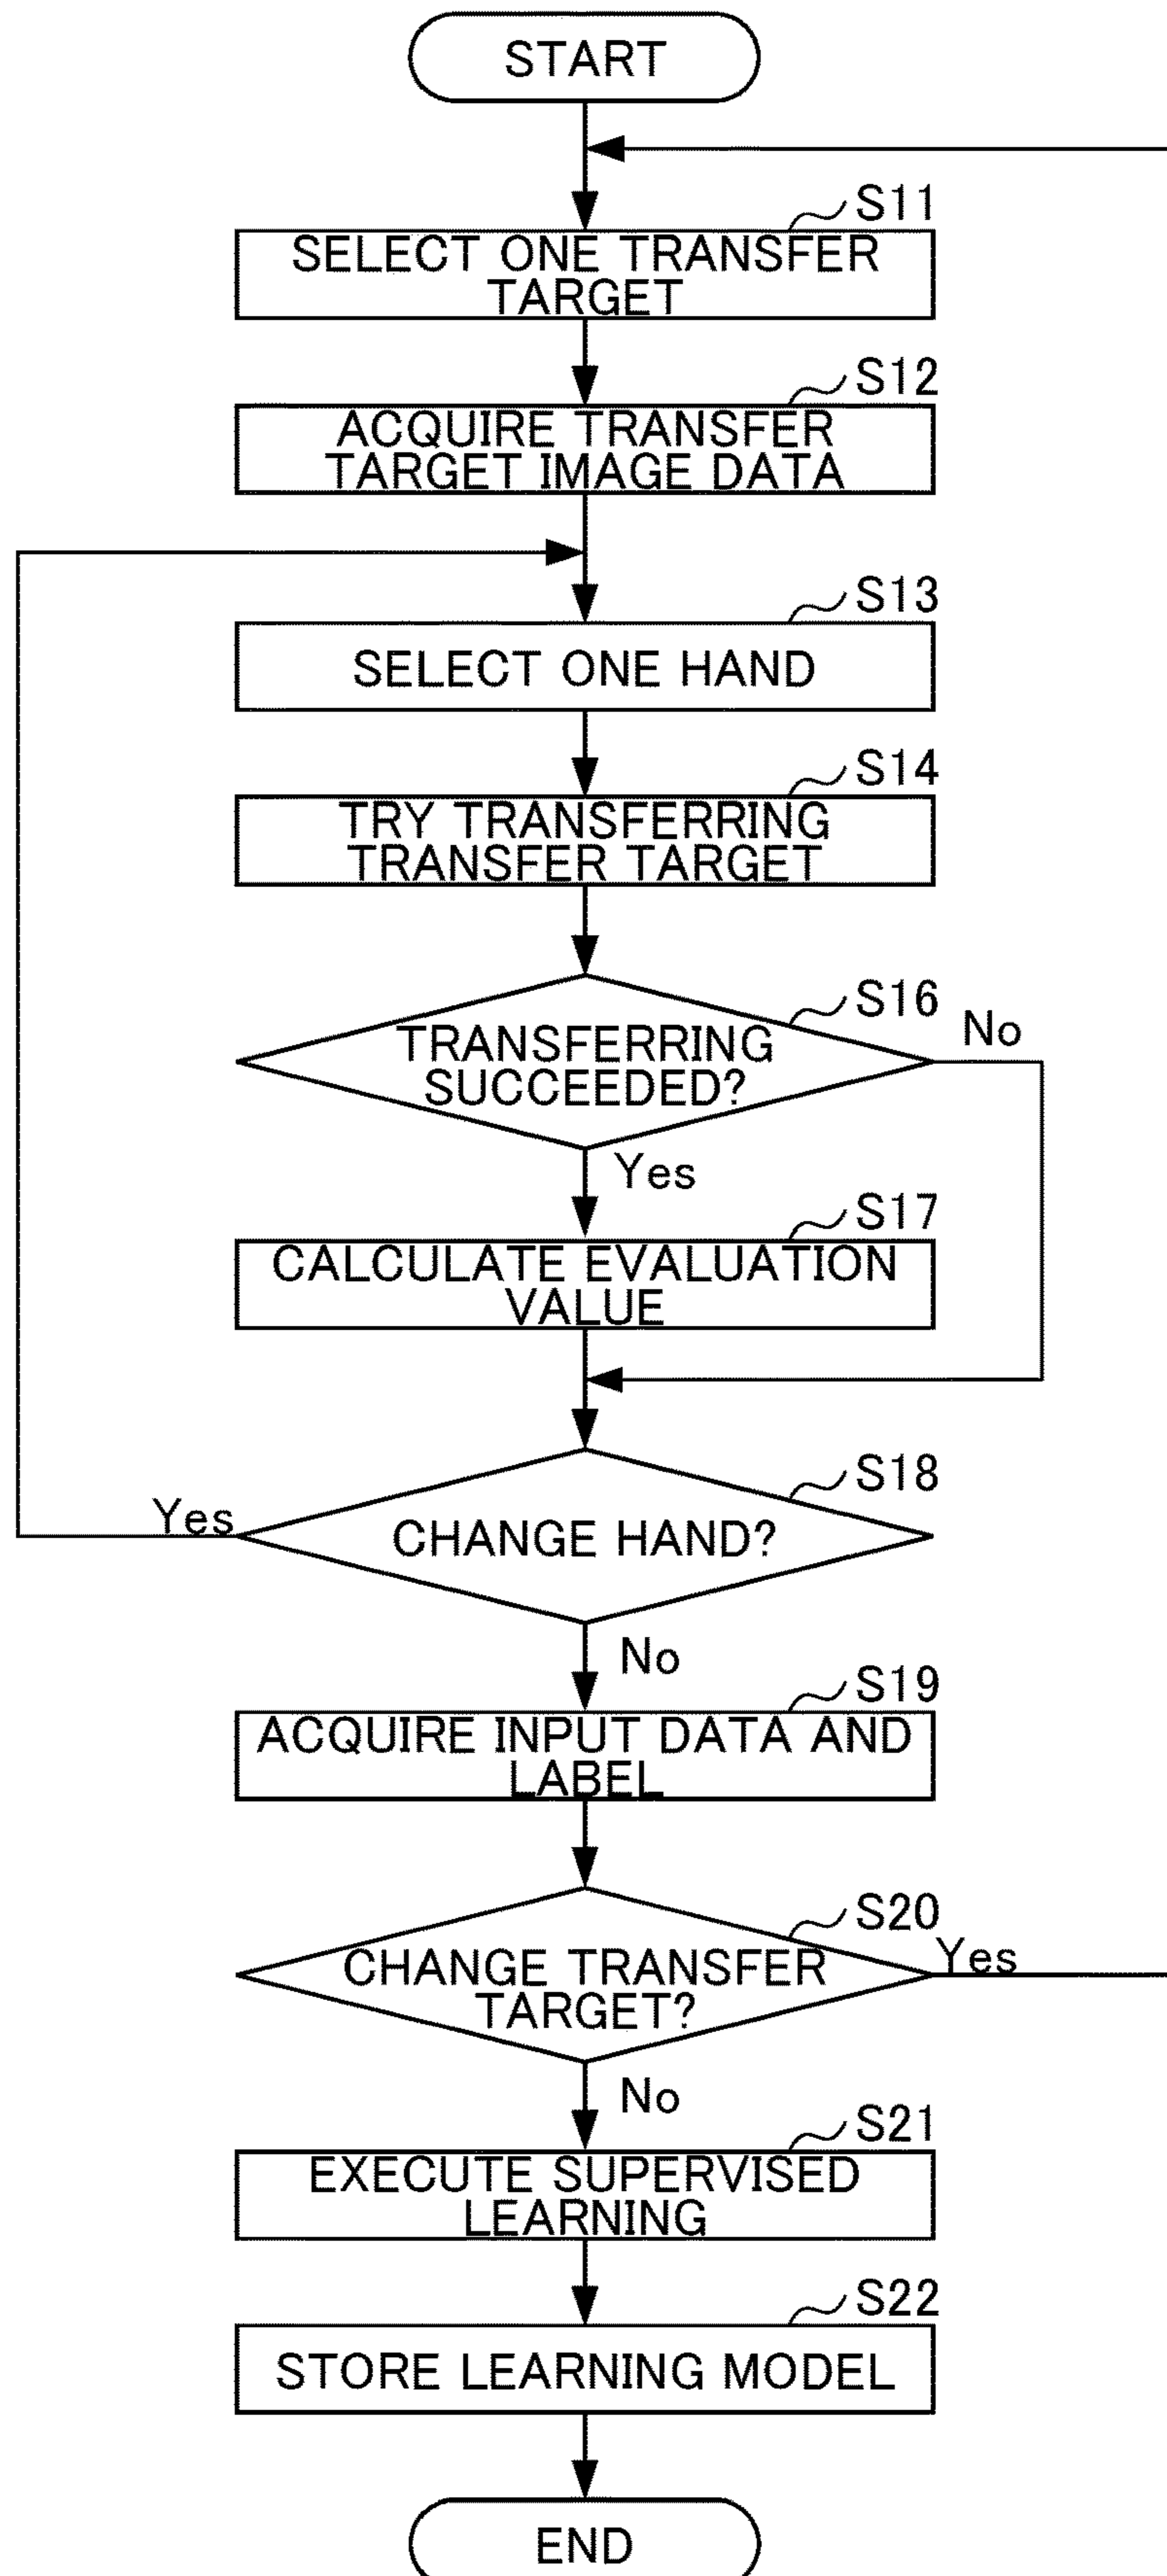 START
S11
SELECT ONE TRANSFER
TARGET
S12
ACQUIRE TRANSFER
TARGET IMAGE DATA
S13
SELECT ONE HAND
S14
TRY TRANSFERRING
TRANSFER TARGET
S16
No
TRANSFERRING
SUCCEEDED?
Yes
S17
CALCULATE EVALUATION
VALUE
S18
Yes
CHANGE HAND?
No
S19
ACQUIRE INPUT DATA AND
LABEL
S20
Yes
CHANGE TRANSFER
TARGET?
No
S21
EXECUTE SUPERVISED
LEARNING
S22
STORE LEARNING MODEL
END